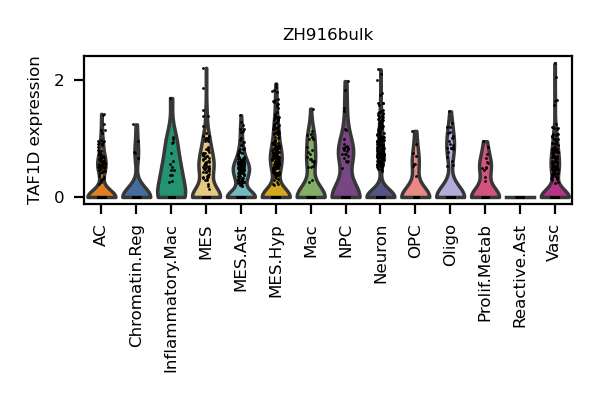 ZH916bulk
TAF1D expression
2
0
AC
Chromatin.Reg
Inflammatory.Mac
MES
MES.Ast
MES.Hyp
Mac
NPC
Neuron
OPC
Oligo
Prolif.Metab
Reactive.Ast
Vasc